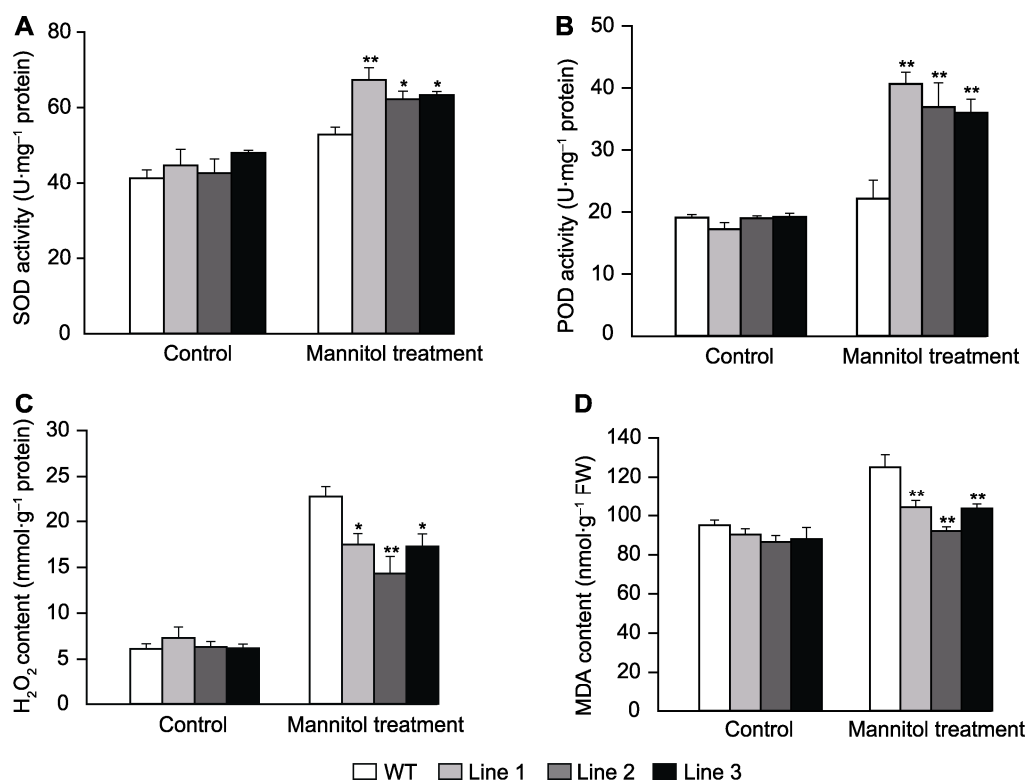 A
SOD activity (U·mg⁻¹ protein)
80
60
40
20
0
** * *
Control Mannitol treatment
B
POD activity (U·mg⁻¹ protein)
50
40
30
20
10
0
** ** **
Control Mannitol treatment
C
H₂O₂ content (mmol·g⁻¹ protein)
30
25
20
15
10
5
0
* ** *
Control Mannitol treatment
D
MDA content (nmol·g⁻¹ FW)
140
120
100
80
60
40
20
0
** ** **
Control Mannitol treatment
WT Line 1 Line 2 Line 3